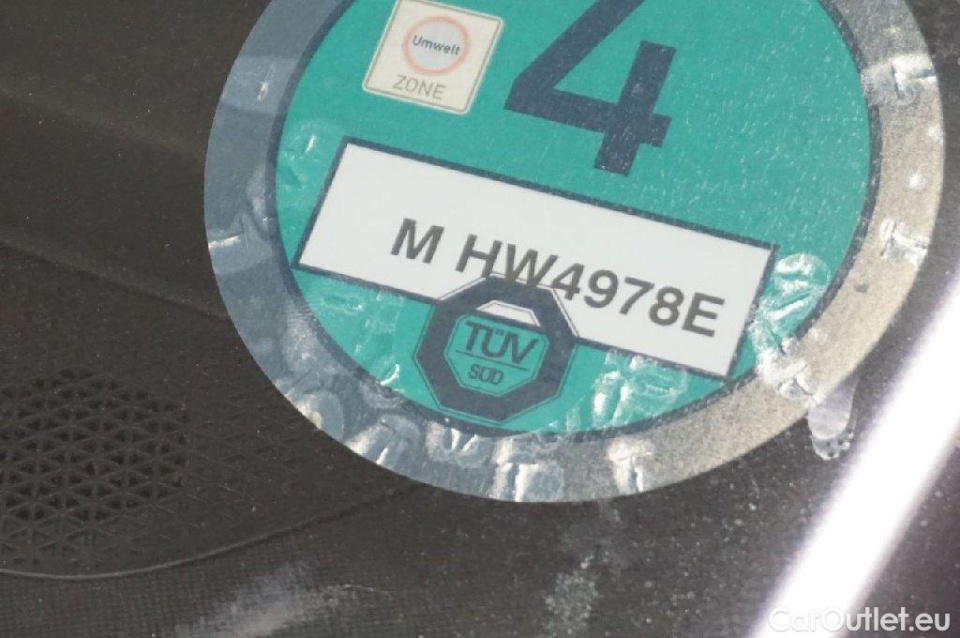 Umwelt
ZONE
4
M HW4978E
TÜV
SÜD
CarOutlet.eu